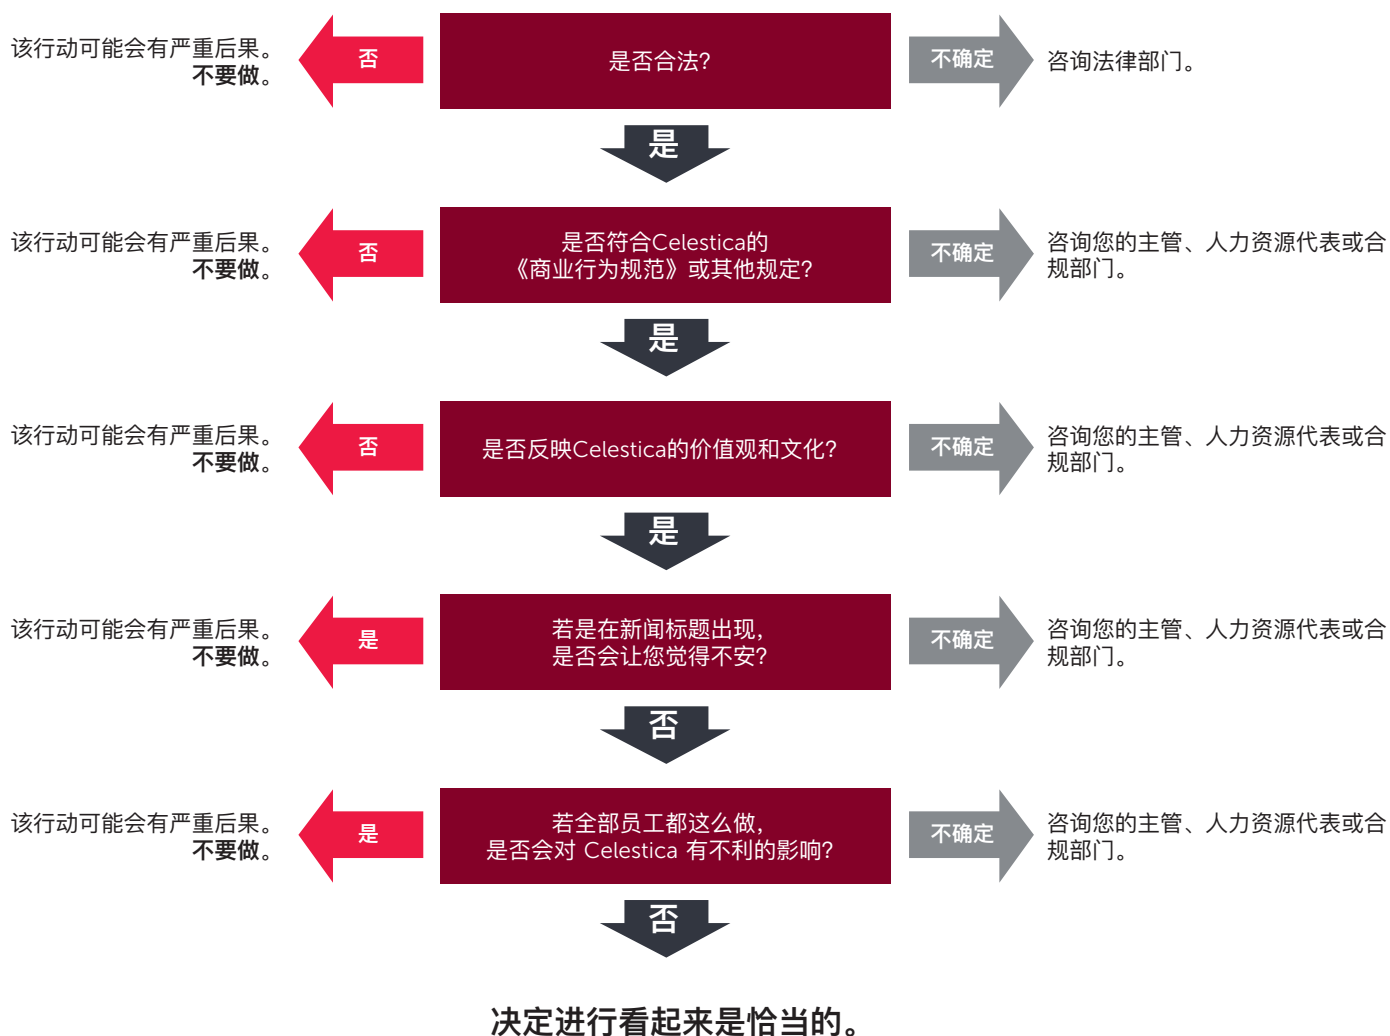 该行动可能会有严重后果。
不要做。
否
是否合法？
不确定
咨询法律部门。
是
该行动可能会有严重后果。
不要做。
否
是否符合Celestica的
《商业行为规范》或其他规定？
不确定
咨询您的主管、人力资源代表或合
规部门。
是
该行动可能会有严重后果。
不要做。
否
是否反映Celestica的价值观和文化？
不确定
咨询您的主管、人力资源代表或合
规部门。
是
该行动可能会有严重后果。
不要做。
是
若是在新闻标题出现，
是否会让您觉得不安？
不确定
咨询您的主管、人力资源代表或合
规部门。
否
该行动可能会有严重后果。
不要做。
是
若全部员工都这么做，
是否会对 Celestica 有不利的影响？
不确定
咨询您的主管、人力资源代表或合
规部门。
否
决定进行看起来是恰当的。